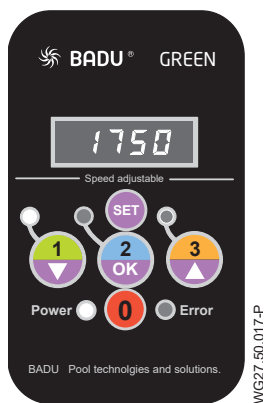 BADU® GREEN
1750
Speed adjustable
SET
1 2 3
OK
Power 0 Error
BADU Pool technolgies and solutions.
WG27.50.017-P